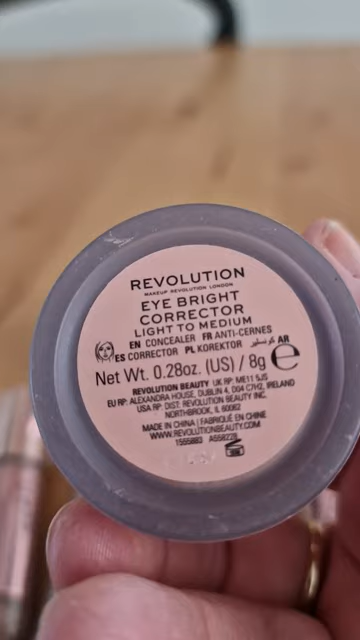 REVOLUTION
MAKEUP REVOLUTION LONDON
EYE BRIGHT
CORRECTOR
LIGHT TO MEDIUM
EN CONCEALER FR ANTI-CERNES
ES CORRECTOR PL KOREKTOR AR
Net Wt. 0.28oz. (US) / 8g e
REVOLUTION BEAUTY UK RP: ME11 5JS
EU RP: ALEXANDRA HOUSE, DUBLIN 4, D04 C7H2, IRELAND
USA RP: DIST. REVOLUTION BEAUTY INC.
NORTHBROOK, IL 60062
MADE IN CHINA | FABRIQUÉ EN CHINE
WWW.REVOLUTIONBEAUTY.COM
1555883